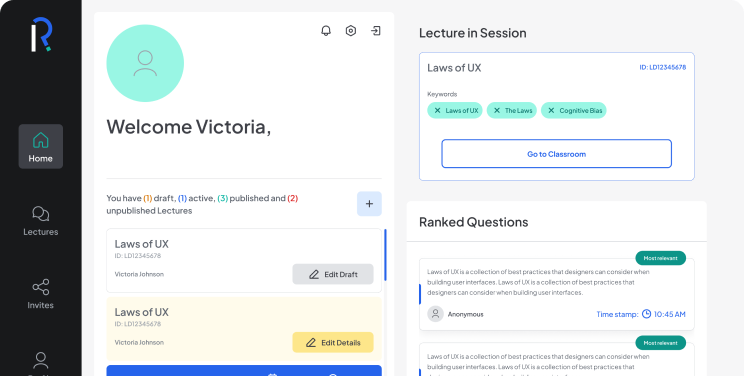 Home
Lectures
Invites
Welcome Victoria,
You have (1) draft, (1) active, (3) published and (2)
unpublished Lectures
+
Laws of UX
ID: LD12345678
Victoria Johnson
Edit Draft
Laws of UX
ID: LD12345678
Victoria Johnson
Edit Details
Lecture in Session
Laws of UX
ID: LD12345678
Keywords
Laws of UX
The Laws
Cognitive Bias
Go to Classroom
Ranked Questions
Most relevant
Laws of UX is a collection of best practices that designers can consider when
building user interfaces. Laws of UX is a collection of best practices that
designers can consider when building user interfaces.
Anonymous
Time stamp: 10:45 AM
Most relevant
Laws of UX is a collection of best practices that designers can consider when
building user interfaces. Laws of UX is a collection of best practices that